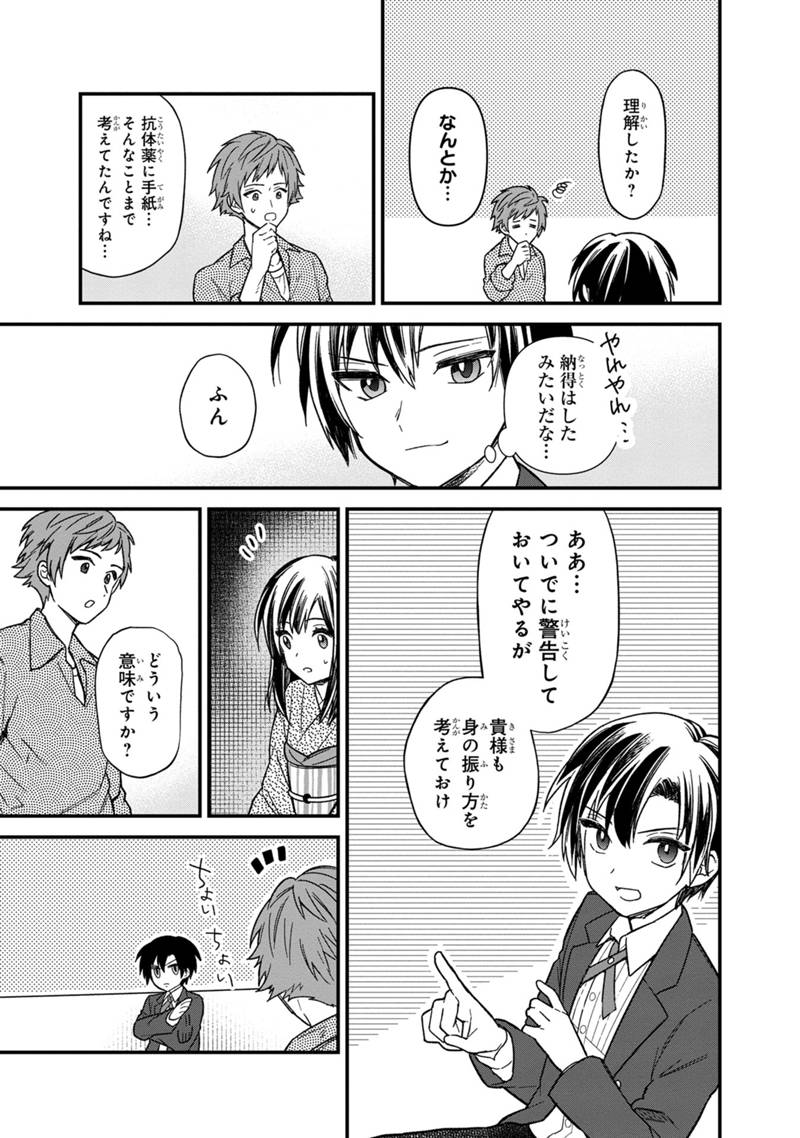 理解したか?
なんとか…
抗体薬に手紙…
そんなことまで
考えてたんですね…
やれやれ…
納得はした
みたいだな…
ふん
ああ…
ついでに警告して
おいてやるが
貴様も
身の振り方を
考えておけ
どういう
意味ですか?
ちょい
ちょい